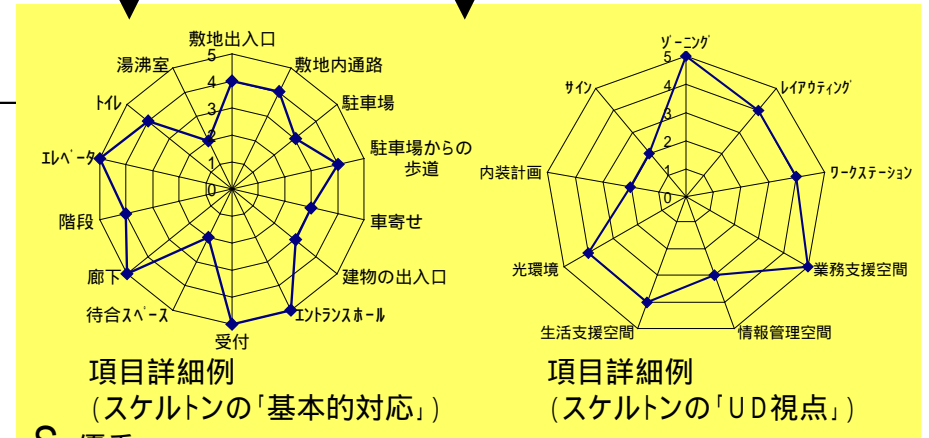 敷地出入口
敷地内通路
駐車場
駐車場からの
歩道
車寄せ
建物の出入口
ｴﾝﾄﾗﾝｽﾎｰﾙ
受付
待合ｽﾍﾟｰｽ
廊下
階段
ｴﾚﾍﾞｰﾀ
ﾄｲﾚ
湯沸室
5
4
3
2
1
0
項目詳細例
(スケルトンの｢基本的対応｣)
ｿﾞｰﾆﾝｸﾞ
ﾚｲｱｳﾃｨﾝｸﾞ
ﾜｰｸｽﾃｰｼｮﾝ
業務支援空間
情報管理空間
生活支援空間
光環境
内装計画
ｻｲﾝ
5
4
3
2
1
0
項目詳細例
(スケルトンの｢UD視点｣)